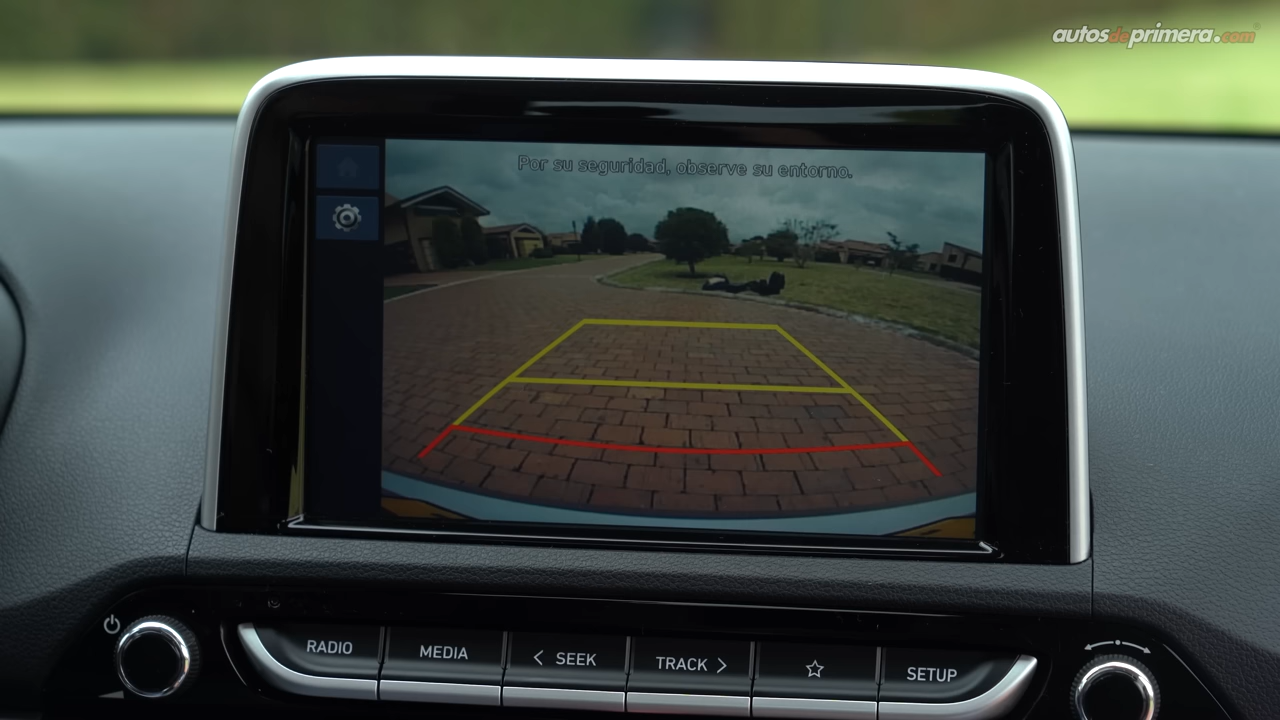 autosdeprimera.com
Por su seguridad, observe su entorno.
RADIO
MEDIA
< SEEK
TRACK >
SETUP